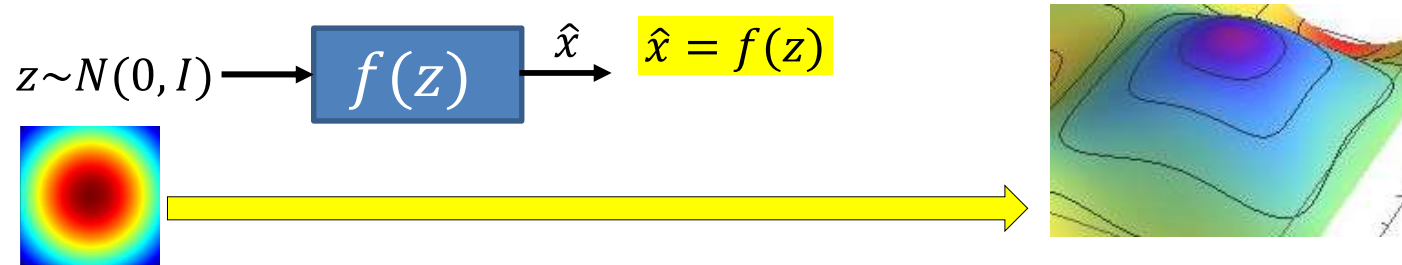 z~N(0, I)
f(z)
x̂
x̂ = f(z)